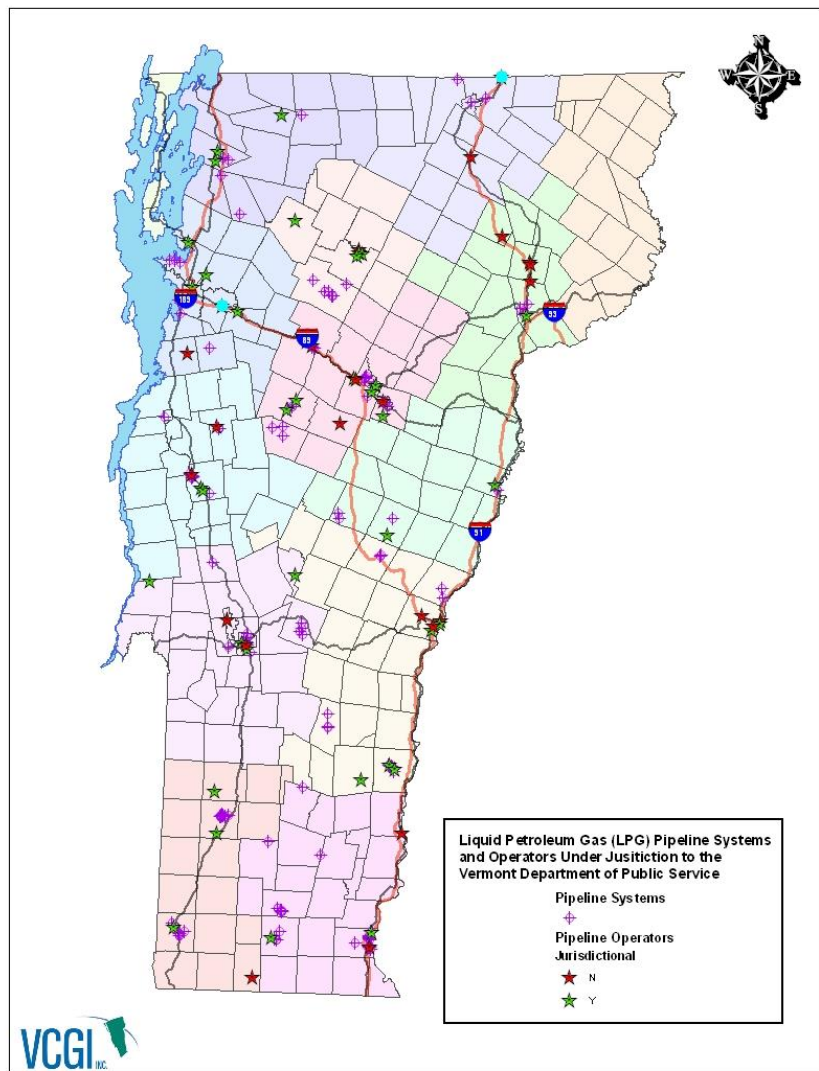 N
W E
S
189
89
93
91
Liquid Petroleum Gas (LPG) Pipeline Systems
and Operators Under Jusitiction to the
Vermont Department of Public Service
Pipeline Systems
Pipeline Operators
Jurisdictional
N
Y
VCGI INC.